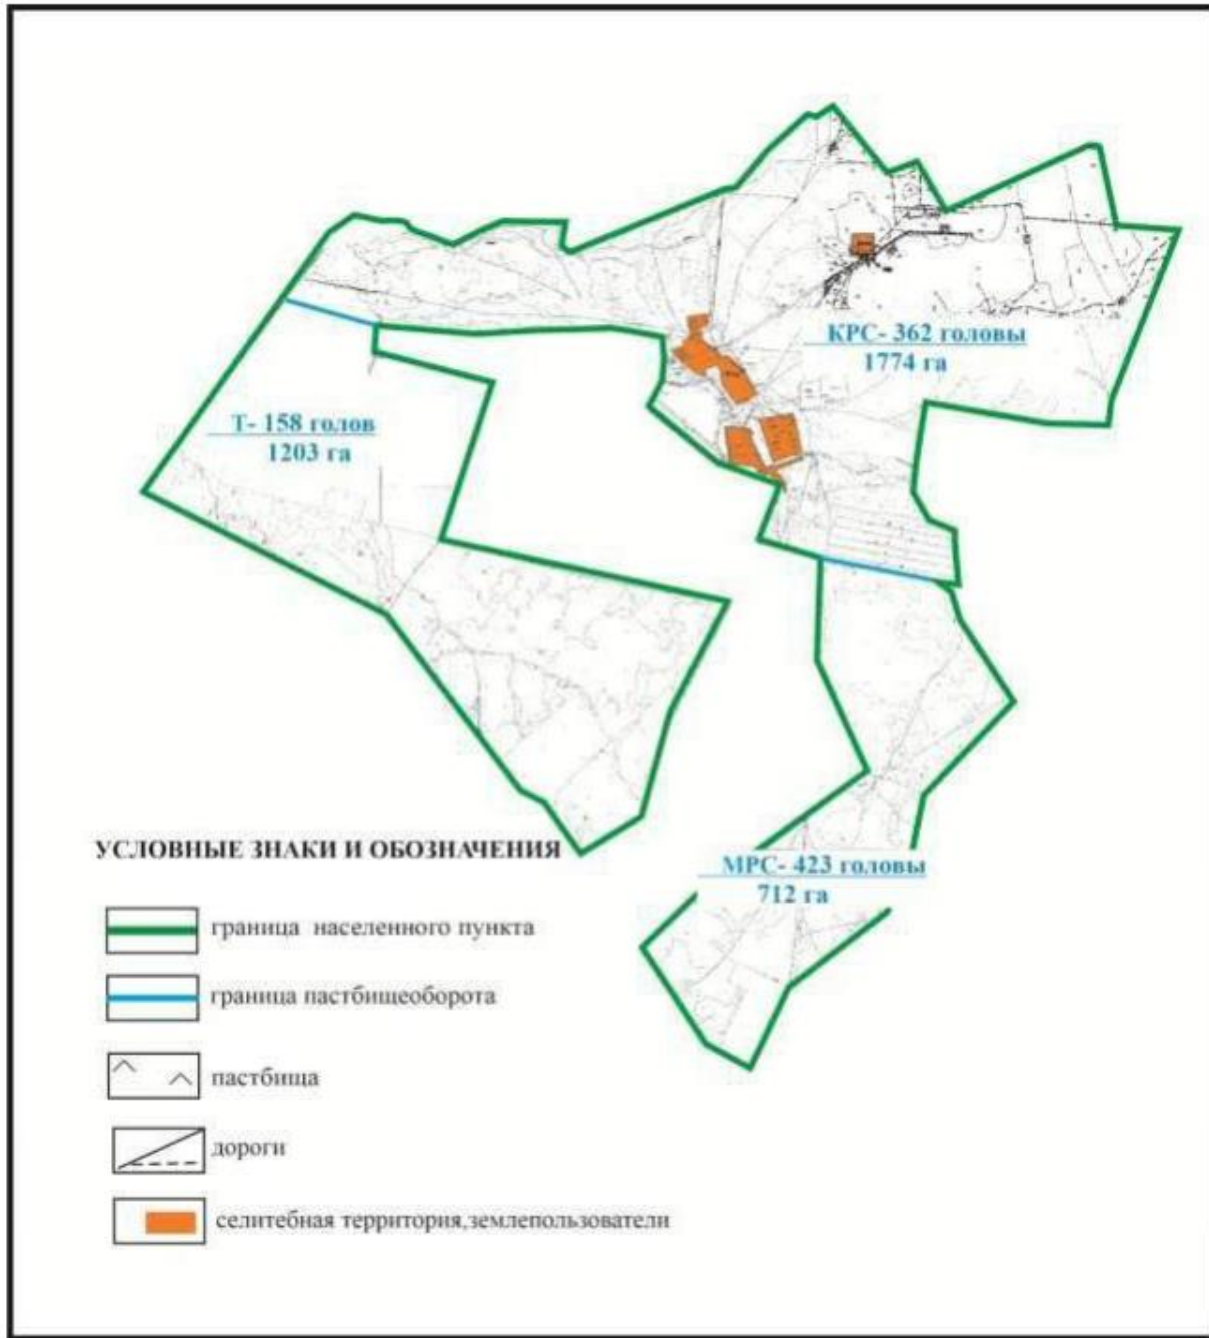 КРС- 362 головы
1774 га
Т- 158 голов
1203 га
МРС- 423 головы
712 га
УСЛОВНЫЕ ЗНАКИ И ОБОЗНАЧЕНИЯ
граница населенного пункта
граница пастбищеоборота
пастбища
дороги
селитебная территория,землепользователи